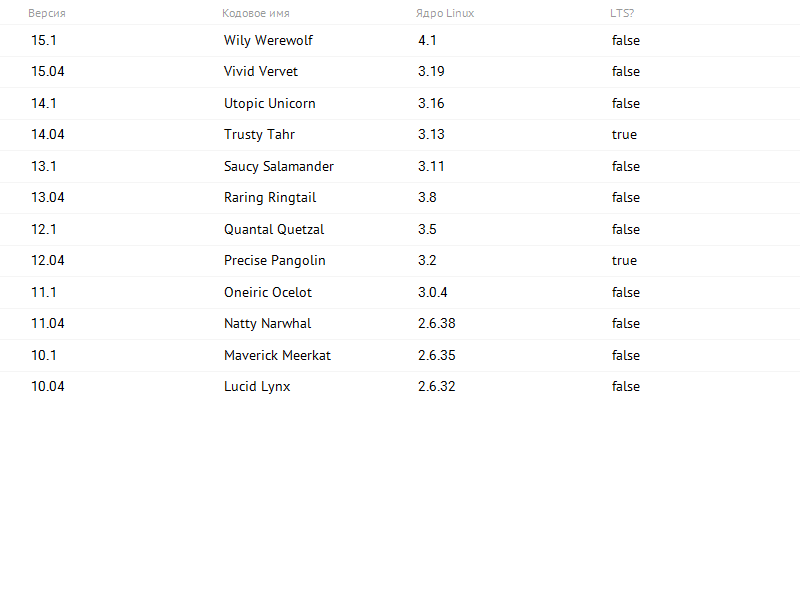 Версия Кодовое имя Ядро Linux LTS?
15.1 Wily Werewolf 4.1 false
15.04 Vivid Vervet 3.19 false
14.1 Utopic Unicorn 3.16 false
14.04 Trusty Tahr 3.13 true
13.1 Saucy Salamander 3.11 false
13.04 Raring Ringtail 3.8 false
12.1 Quantal Quetzal 3.5 false
12.04 Precise Pangolin 3.2 true
11.1 Oneiric Ocelot 3.0.4 false
11.04 Natty Narwhal 2.6.38 false
10.1 Maverick Meerkat 2.6.35 false
10.04 Lucid Lynx 2.6.32 false